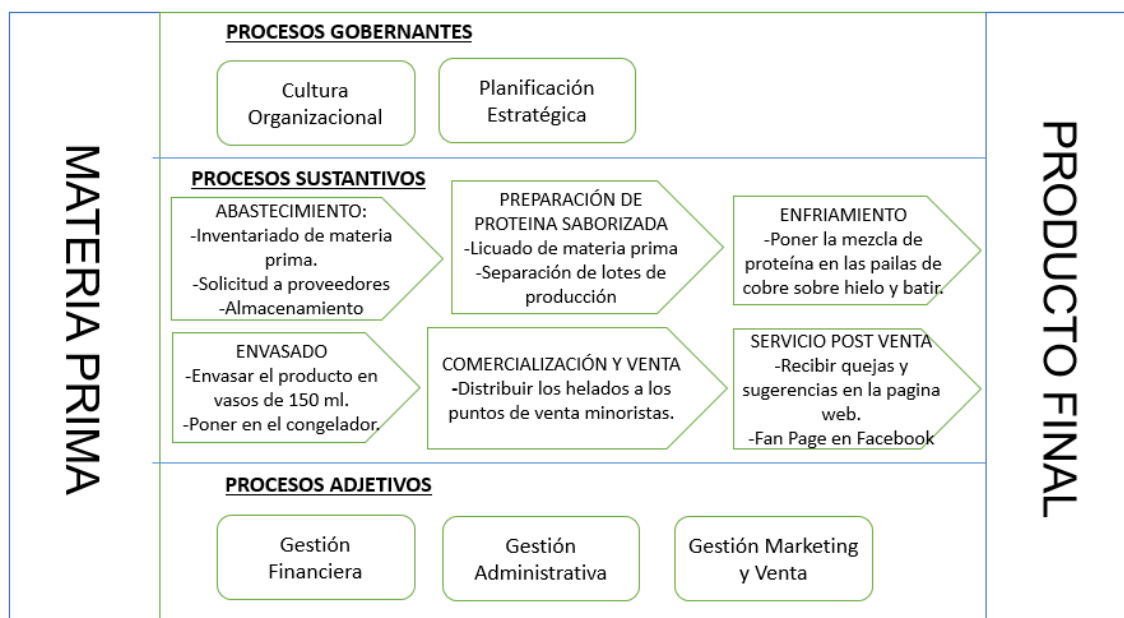 MATERIA PRIMA
PROCESOS GOBERNANTES
Cultura
Organizacional
Planificación
Estratégica
PROCESOS SUSTANTIVOS
ABASTECIMIENTO:
-Inventariado de materia
prima.
-Solicitud a proveedores
-Almacenamiento
PREPARACIÓN DE
PROTEINA SABORIZADA
-Licuado de materia prima
-Separación de lotes de
producción
ENFRIAMIENTO
-Poner la mezcla de
proteína en las pailas de
cobre sobre hielo y batir.
ENVASADO
-Envasar el producto en
vasos de 150 ml.
-Poner en el congelador.
COMERCIALIZACIÓN Y VENTA
-Distribuir los helados a los
puntos de venta minoristas.
SERVICIO POST VENTA
-Recibir quejas y
sugerencias en la pagina
web.
-Fan Page en Facebook
PROCESOS ADJETIVOS
Gestión
Financiera
Gestión
Administrativa
Gestión Marketing
y Venta
PRODUCTO FINAL